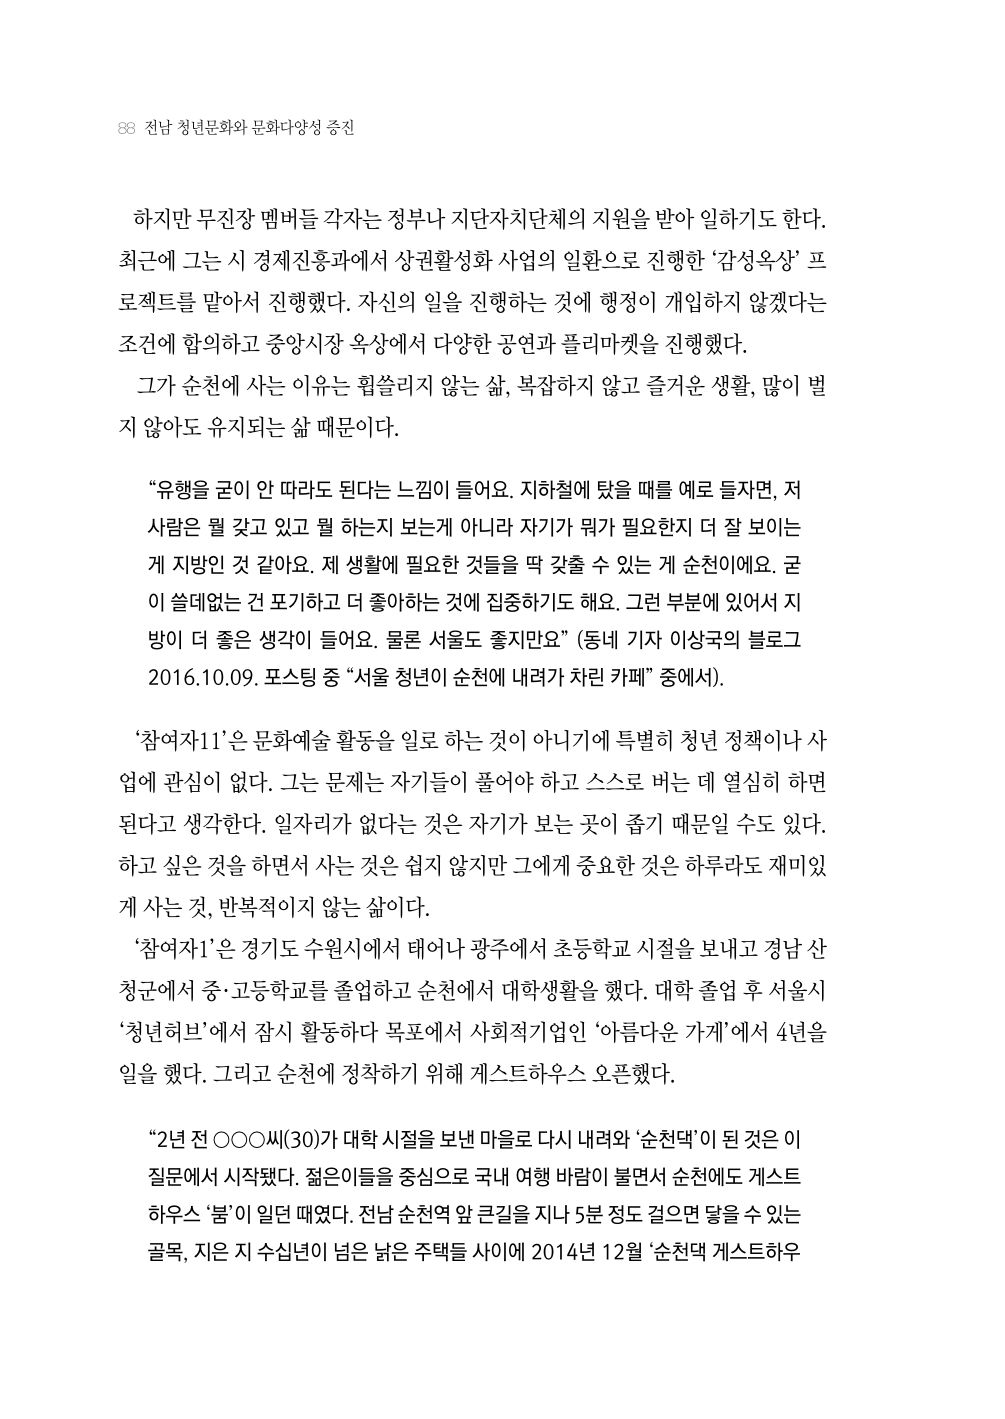 88 전남 청년문화와 문화다양성 증진
하지만 무진장 멤버들 각자는 정부나 지단자치단체의 지원을 받아 일하기도 한다.
최근에 그는 시 경제진흥과에서 상권활성화 사업의 일환으로 진행한 ‘감성옥상’ 프
로젝트를 맡아서 진행했다. 자신의 일을 진행하는 것에 행정이 개입하지 않겠다는
조건에 합의하고 중앙시장 옥상에서 다양한 공연과 플리마켓을 진행했다.
그가 순천에 사는 이유는 휩쓸리지 않는 삶, 복잡하지 않고 즐거운 생활, 많이 벌
지 않아도 유지되는 삶 때문이다.
“유행을 굳이 안 따라도 된다는 느낌이 들어요. 지하철에 탔을 때를 예로 들자면, 저
사람은 뭘 갖고 있고 뭘 하는지 보는게 아니라 자기가 뭐가 필요한지 더 잘 보이는
게 지방인 것 같아요. 제 생활에 필요한 것들을 딱 갖출 수 있는 게 순천이에요. 굳
이 쓸데없는 건 포기하고 더 좋아하는 것에 집중하기도 해요. 그런 부분에 있어서 지
방이 더 좋은 생각이 들어요. 물론 서울도 좋지만요” (동네 기자 이상국의 블로그
2016.10.09. 포스팅 중 “서울 청년이 순천에 내려가 차린 카페” 중에서).
‘참여자11’은 문화예술 활동을 일로 하는 것이 아니기에 특별히 청년 정책이나 사
업에 관심이 없다. 그는 문제는 자기들이 풀어야 하고 스스로 버는 데 열심히 하면
된다고 생각한다. 일자리가 없다는 것은 자기가 보는 곳이 좁기 때문일 수도 있다.
하고 싶은 것을 하면서 사는 것은 쉽지 않지만 그에게 중요한 것은 하루라도 재미있
게 사는 것, 반복적이지 않는 삶이다.
‘참여자1’은 경기도 수원시에서 태어나 광주에서 초등학교 시절을 보내고 경남 산
청군에서 중·고등학교를 졸업하고 순천에서 대학생활을 했다. 대학 졸업 후 서울시
‘청년허브’에서 잠시 활동하다 목포에서 사회적기업인 ‘아름다운 가게’에서 4년을
일을 했다. 그리고 순천에 정착하기 위해 게스트하우스 오픈했다.
“2년 전 ○○○씨(30)가 대학 시절을 보낸 마을로 다시 내려와 ‘순천댁’이 된 것은 이
질문에서 시작됐다. 젊은이들을 중심으로 국내 여행 바람이 불면서 순천에도 게스트
하우스 ‘붐’이 일던 때였다. 전남 순천역 앞 큰길을 지나 5분 정도 걸으면 닿을 수 있는
골목, 지은 지 수십년이 넘은 낡은 주택들 사이에 2014년 12월 ‘순천댁 게스트하우